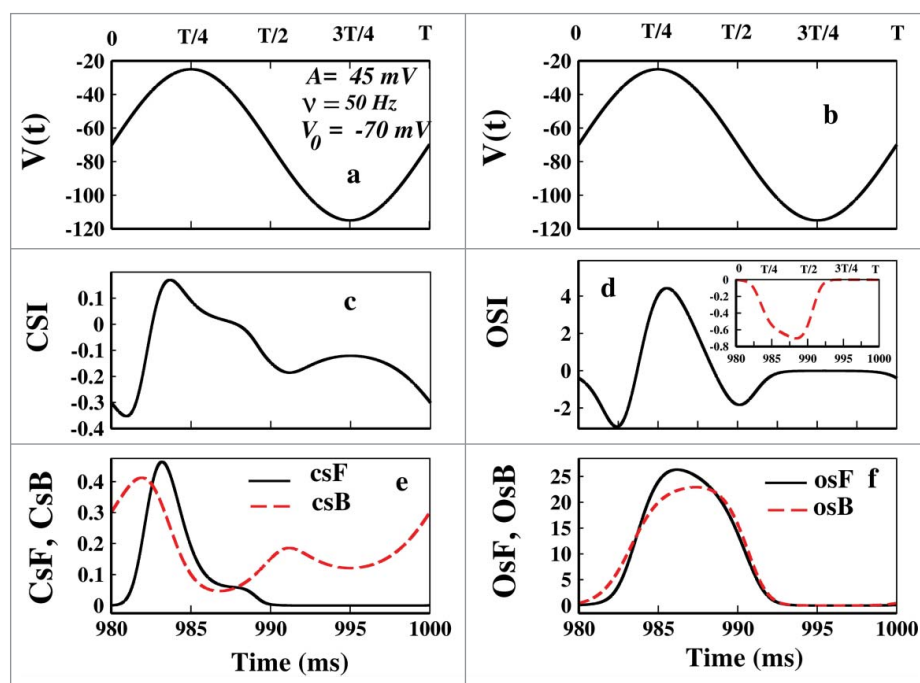 0 T/4 T/2 3T/4 T
-20
-40
-60
-80
-100
-120
V(t)
A= 45 mV
ν = 50 Hz
V0 = -70 mV
a
0 T/4 T/2 3T/4 T
-20
-40
-60
-80
-100
-120
V(t)
b
0.1
0
-0.1
-0.2
-0.3
-0.4
CSI
c
4
2
0
-2
OSI
d
0 T/4 T/2 3T/4 T
0
-0.2
-0.4
-0.6
-0.8
980 985 990 995 1000
0.4
0.3
0.2
0.1
0
CsF, CsB
csF
csB
e
980 985 990 995 1000
Time (ms)
25
20
15
10
5
0
OsF, OsB
osF f
osB
980 985 990 995 1000
Time (ms)